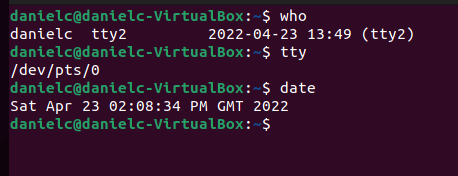 danielc@danielc-VirtualBox:~$ who
danielc  tty2         2022-04-23 13:49 (tty2)
danielc@danielc-VirtualBox:~$ tty
/dev/pts/0
danielc@danielc-VirtualBox:~$ date
Sat Apr 23 02:08:34 PM GMT 2022
danielc@danielc-VirtualBox:~$